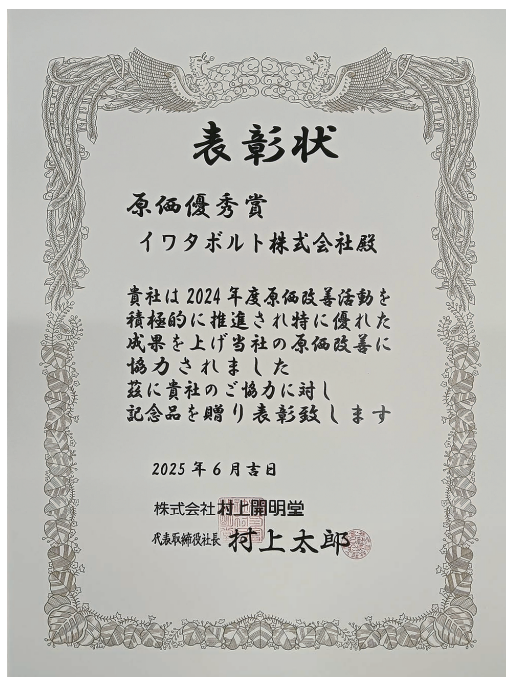 表彰状
原価優秀賞
イワタボルト株式会社殿
貴社は2024年度原価改善活動を
積極的に推進され特に優れた
成果を上げ当社の原価改善に
協力されました
茲に貴社のご協力に対し
記念品を贈り表彰致します
2025年6月吉日
株式会社村上開明堂
代表取締役社長 村上太郎